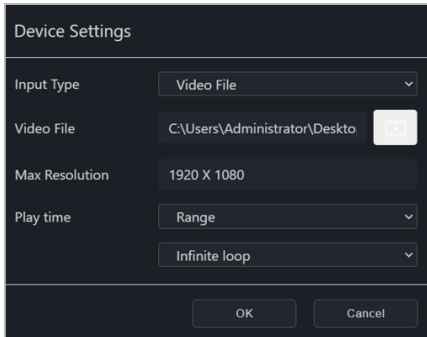 Device Settings
Input Type
Video File
Video File
C:\Users\Administrator\Deskto
Max Resolution
1920 X 1080
Play time
Range
Infinite loop
OK
Cancel